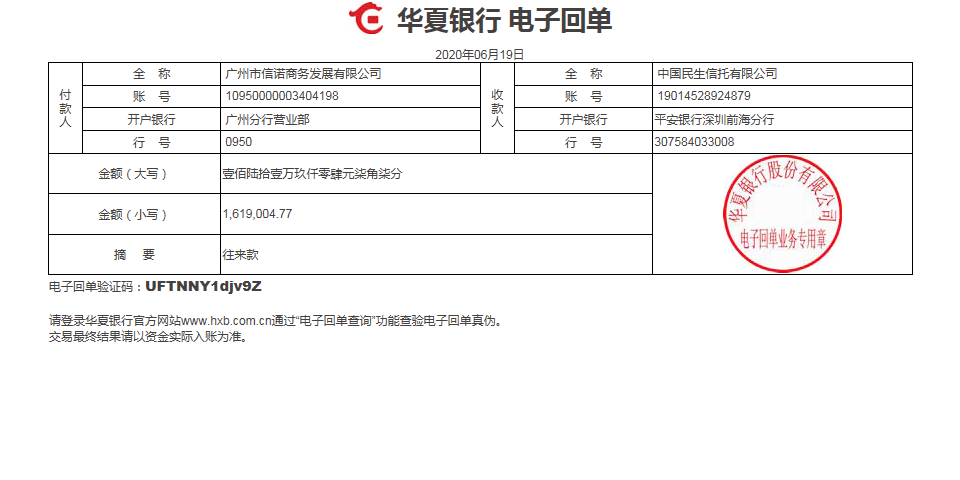 华夏银行 电子回单
2020年06月19日
付款人
全 称 广州市信诺商务发展有限公司
账 号 10950000003404198
开户银行 广州分行营业部
行 号 0950
收款人
全 称 中国民生信托有限公司
账 号 19014528924879
开户银行 平安银行深圳前海分行
行 号 307584033008
金额（大写） 壹佰陆拾壹万玖仟零肆元柒角柒分
金额（小写） 1,619,004.77
摘 要 往来款
华夏银行股份有限公司
电子回单业务专用章
电子回单验证码：UFTNNY1djv9Z
请登录华夏银行官方网站www.hxb.com.cn通过“电子回单查询”功能查验电子回单真伪。
交易最终结果请以资金实际入账为准。